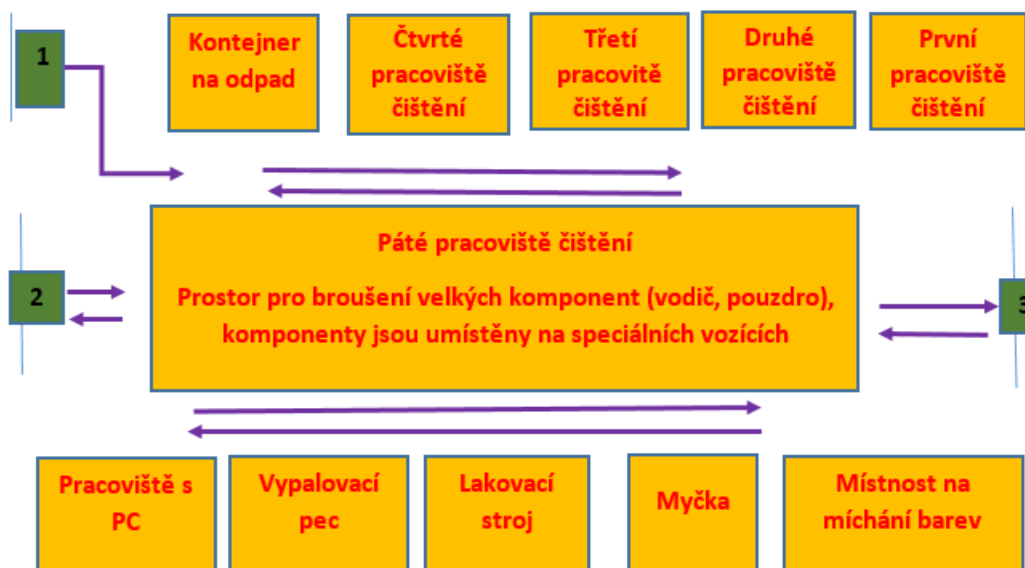 1
Kontejner
na odpad
Čtvrté
pracoviště
čištění
Třetí
pracovitě
čištění
Druhé
pracoviště
čištění
První
pracoviště
čištění
2
Páté pracoviště čištění
Prostor pro broušení velkých komponent (vodič, pouzdro),
komponenty jsou umístěny na speciálních vozících
3
Pracoviště s
PC
Vypalovací
pec
Lakovací
stroj
Myčka
Místnost na
míchání barev